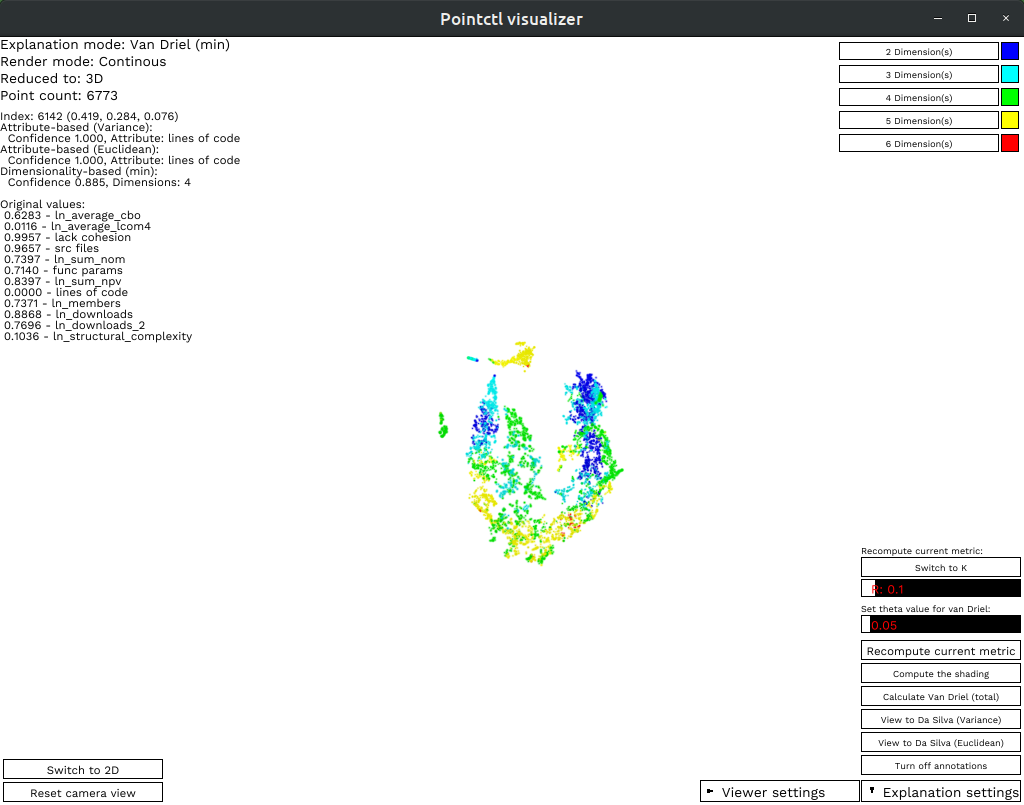 Pointctl visualizer
Explanation mode: Van Driel (min)
Render mode: Continous
Reduced to: 3D
Point count: 6773
Index: 6142 (0.419, 0.284, 0.076)
Attribute-based (Variance):
Confidence 1.000, Attribute: lines of code
Attribute-based (Euclidean):
Confidence 1.000, Attribute: lines of code
Dimensionality-based (min):
Confidence 0.885, Dimensions: 4
Original values:
0.6283 - ln_average_cbo
0.0116 - ln_average_lcom4
0.9957 - lack cohesion
0.9657 - src files
0.7397 - ln_sum_nom
0.7140 - func params
0.8397 - ln_sum_npv
0.0000 - lines of code
0.7371 - ln_members
0.8868 - ln_downloads
0.7696 - ln_downloads_2
0.1036 - ln_structural_complexity
2 Dimension(s)
3 Dimension(s)
4 Dimension(s)
5 Dimension(s)
6 Dimension(s)
Recompute current metric:
Switch to K
R: 0.1
Set theta value for van Driel:
0.05
Recompute current metric
Compute the shading
Calculate Van Driel (total)
View to Da Silva (Variance)
View to Da Silva (Euclidean)
Turn off annotations
Switch to 2D
Reset camera view
Viewer settings
Explanation settings